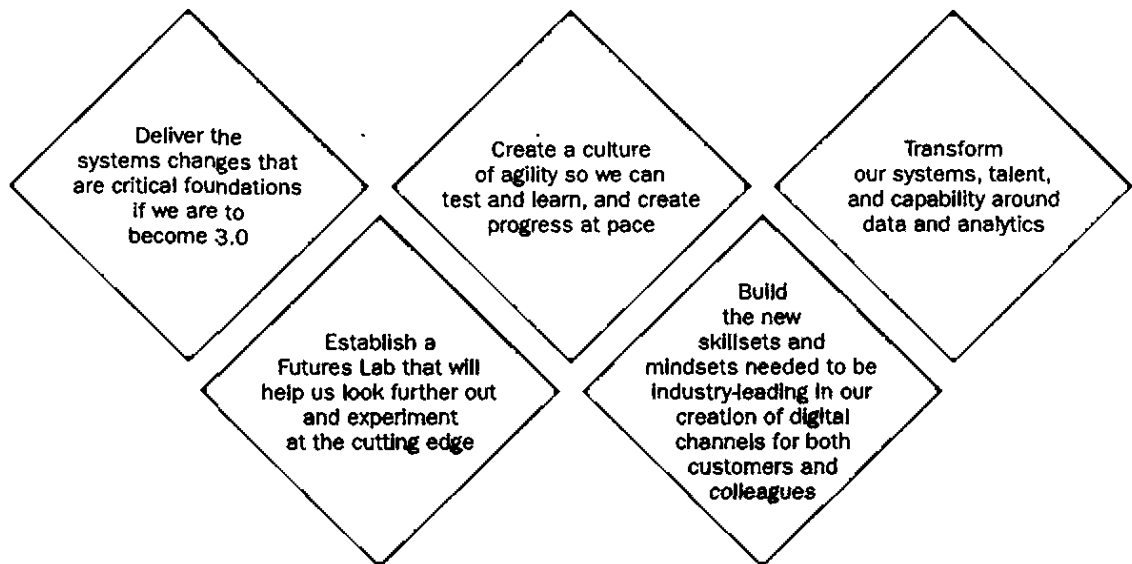 Deliver the
systems changes that
are critical foundations
if we are to
become 3.0
Establish a
Futures Lab that will
help us look further out
and experiment
at the cutting edge
Create a culture
of agility so we can
test and learn, and create
progress at pace
Build
the new
skillsets and
mindsets needed to be
industry-leading in our
creation of digital
channels for both
customers and
colleagues
Transform
our systems, talent,
and capability around
data and analytics